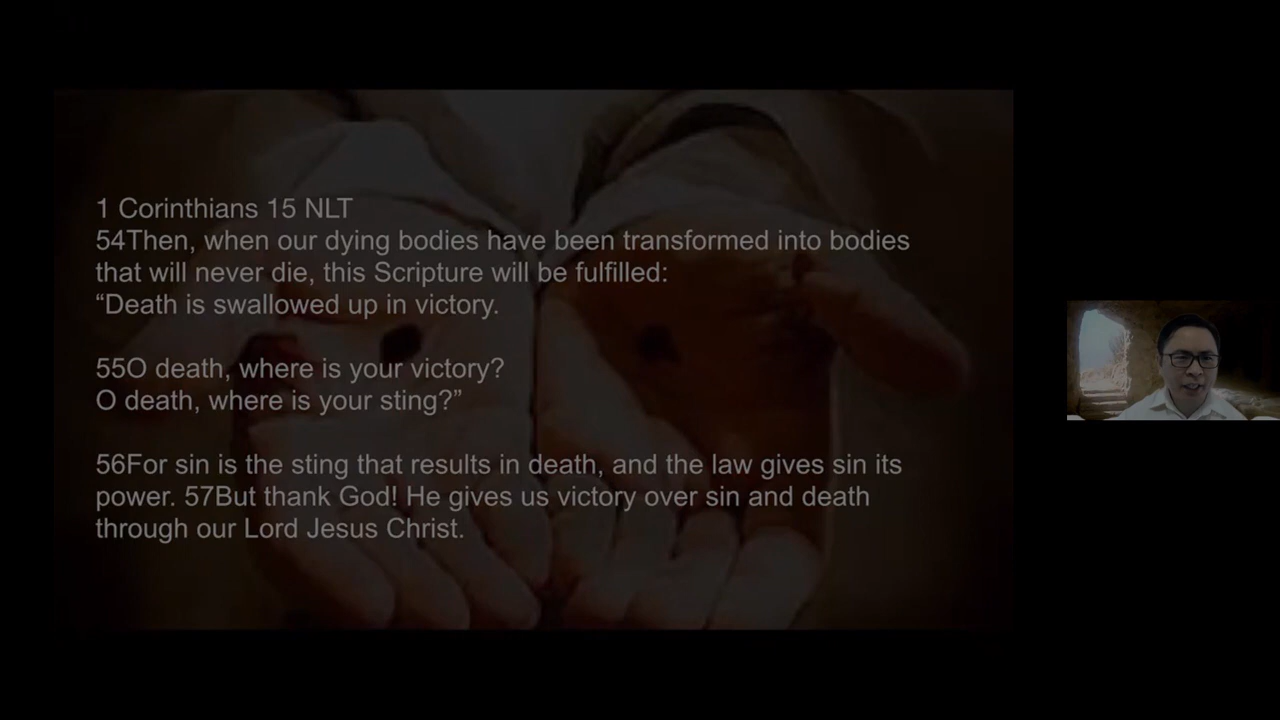 1 Corinthians 15 NLT
54Then, when our dying bodies have been transformed into bodies
that will never die, this Scripture will be fulfilled:
“Death is swallowed up in victory.
55O death, where is your victory?
O death, where is your sting?”
56For sin is the sting that results in death, and the law gives sin its
power. 57But thank God! He gives us victory over sin and death
through our Lord Jesus Christ.